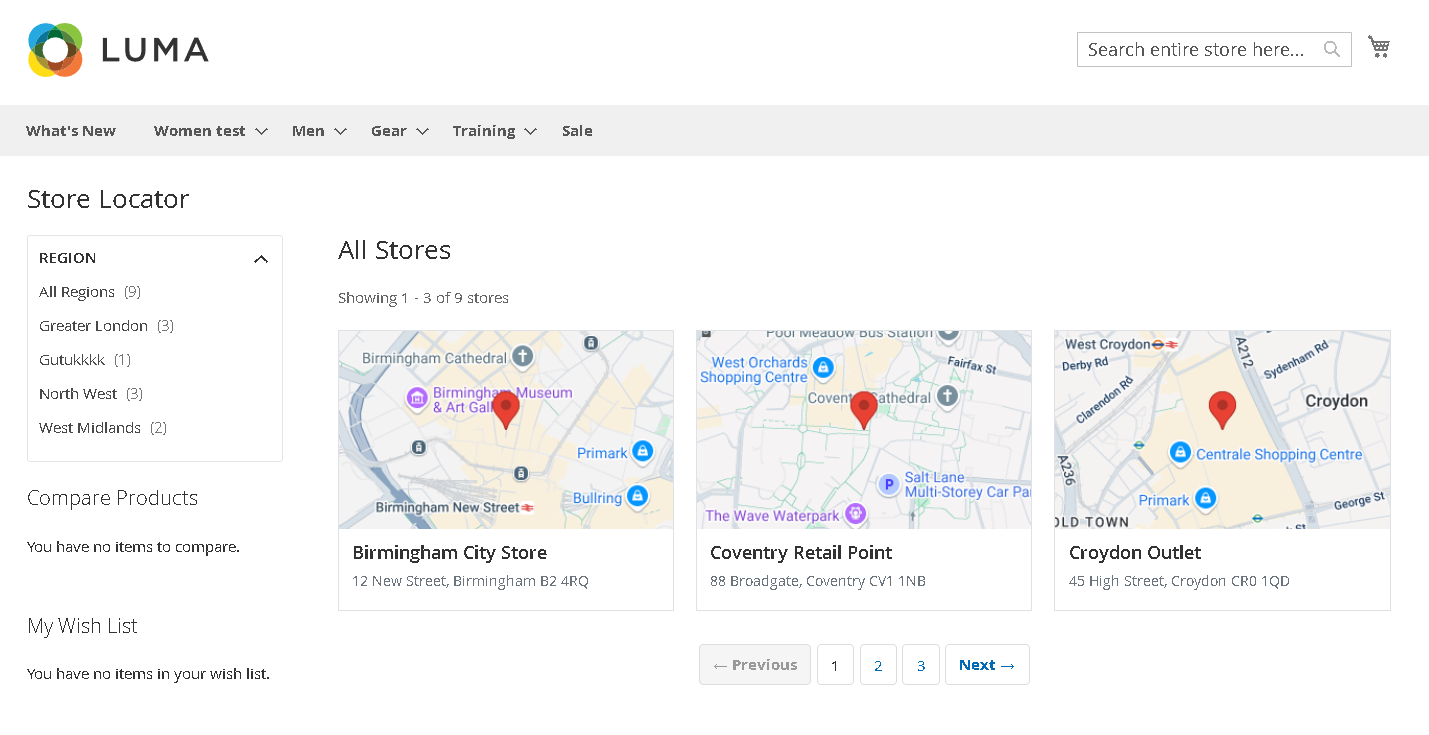 LUMA
Search entire store here...
What's New Women test Men Gear Training Sale
Store Locator
REGION
All Regions (9)
Greater London (3)
Gutukkkk (1)
North West (3)
West Midlands (2)
Compare Products
You have no items to compare.
My Wish List
You have no items in your wish list.
All Stores
Showing 1 - 3 of 9 stores
Birmingham Cathedral
Birmingham Museum
& Art Gall
Primark
Bullring
Birmingham New Street
Birmingham City Store
12 New Street, Birmingham B2 4RQ
Pool Meadow Bus Station
West Orchards
Shopping Centre
Fairfax St
Coventry Cathedral
P
Salt Lane
Multi-Storey Car Pa
The Wave Waterpark
Coventry Retail Point
88 Broadgate, Coventry CV1 1NB
West Croydon
Derby Rd
A212
Sydenham Rd
Clarendon Rd
Croydon
A236
Centrale Shopping Centre
Primark
George St
OLD TOWN
Croydon Outlet
45 High Street, Croydon CR0 1QD
← Previous 1 2 3 Next →